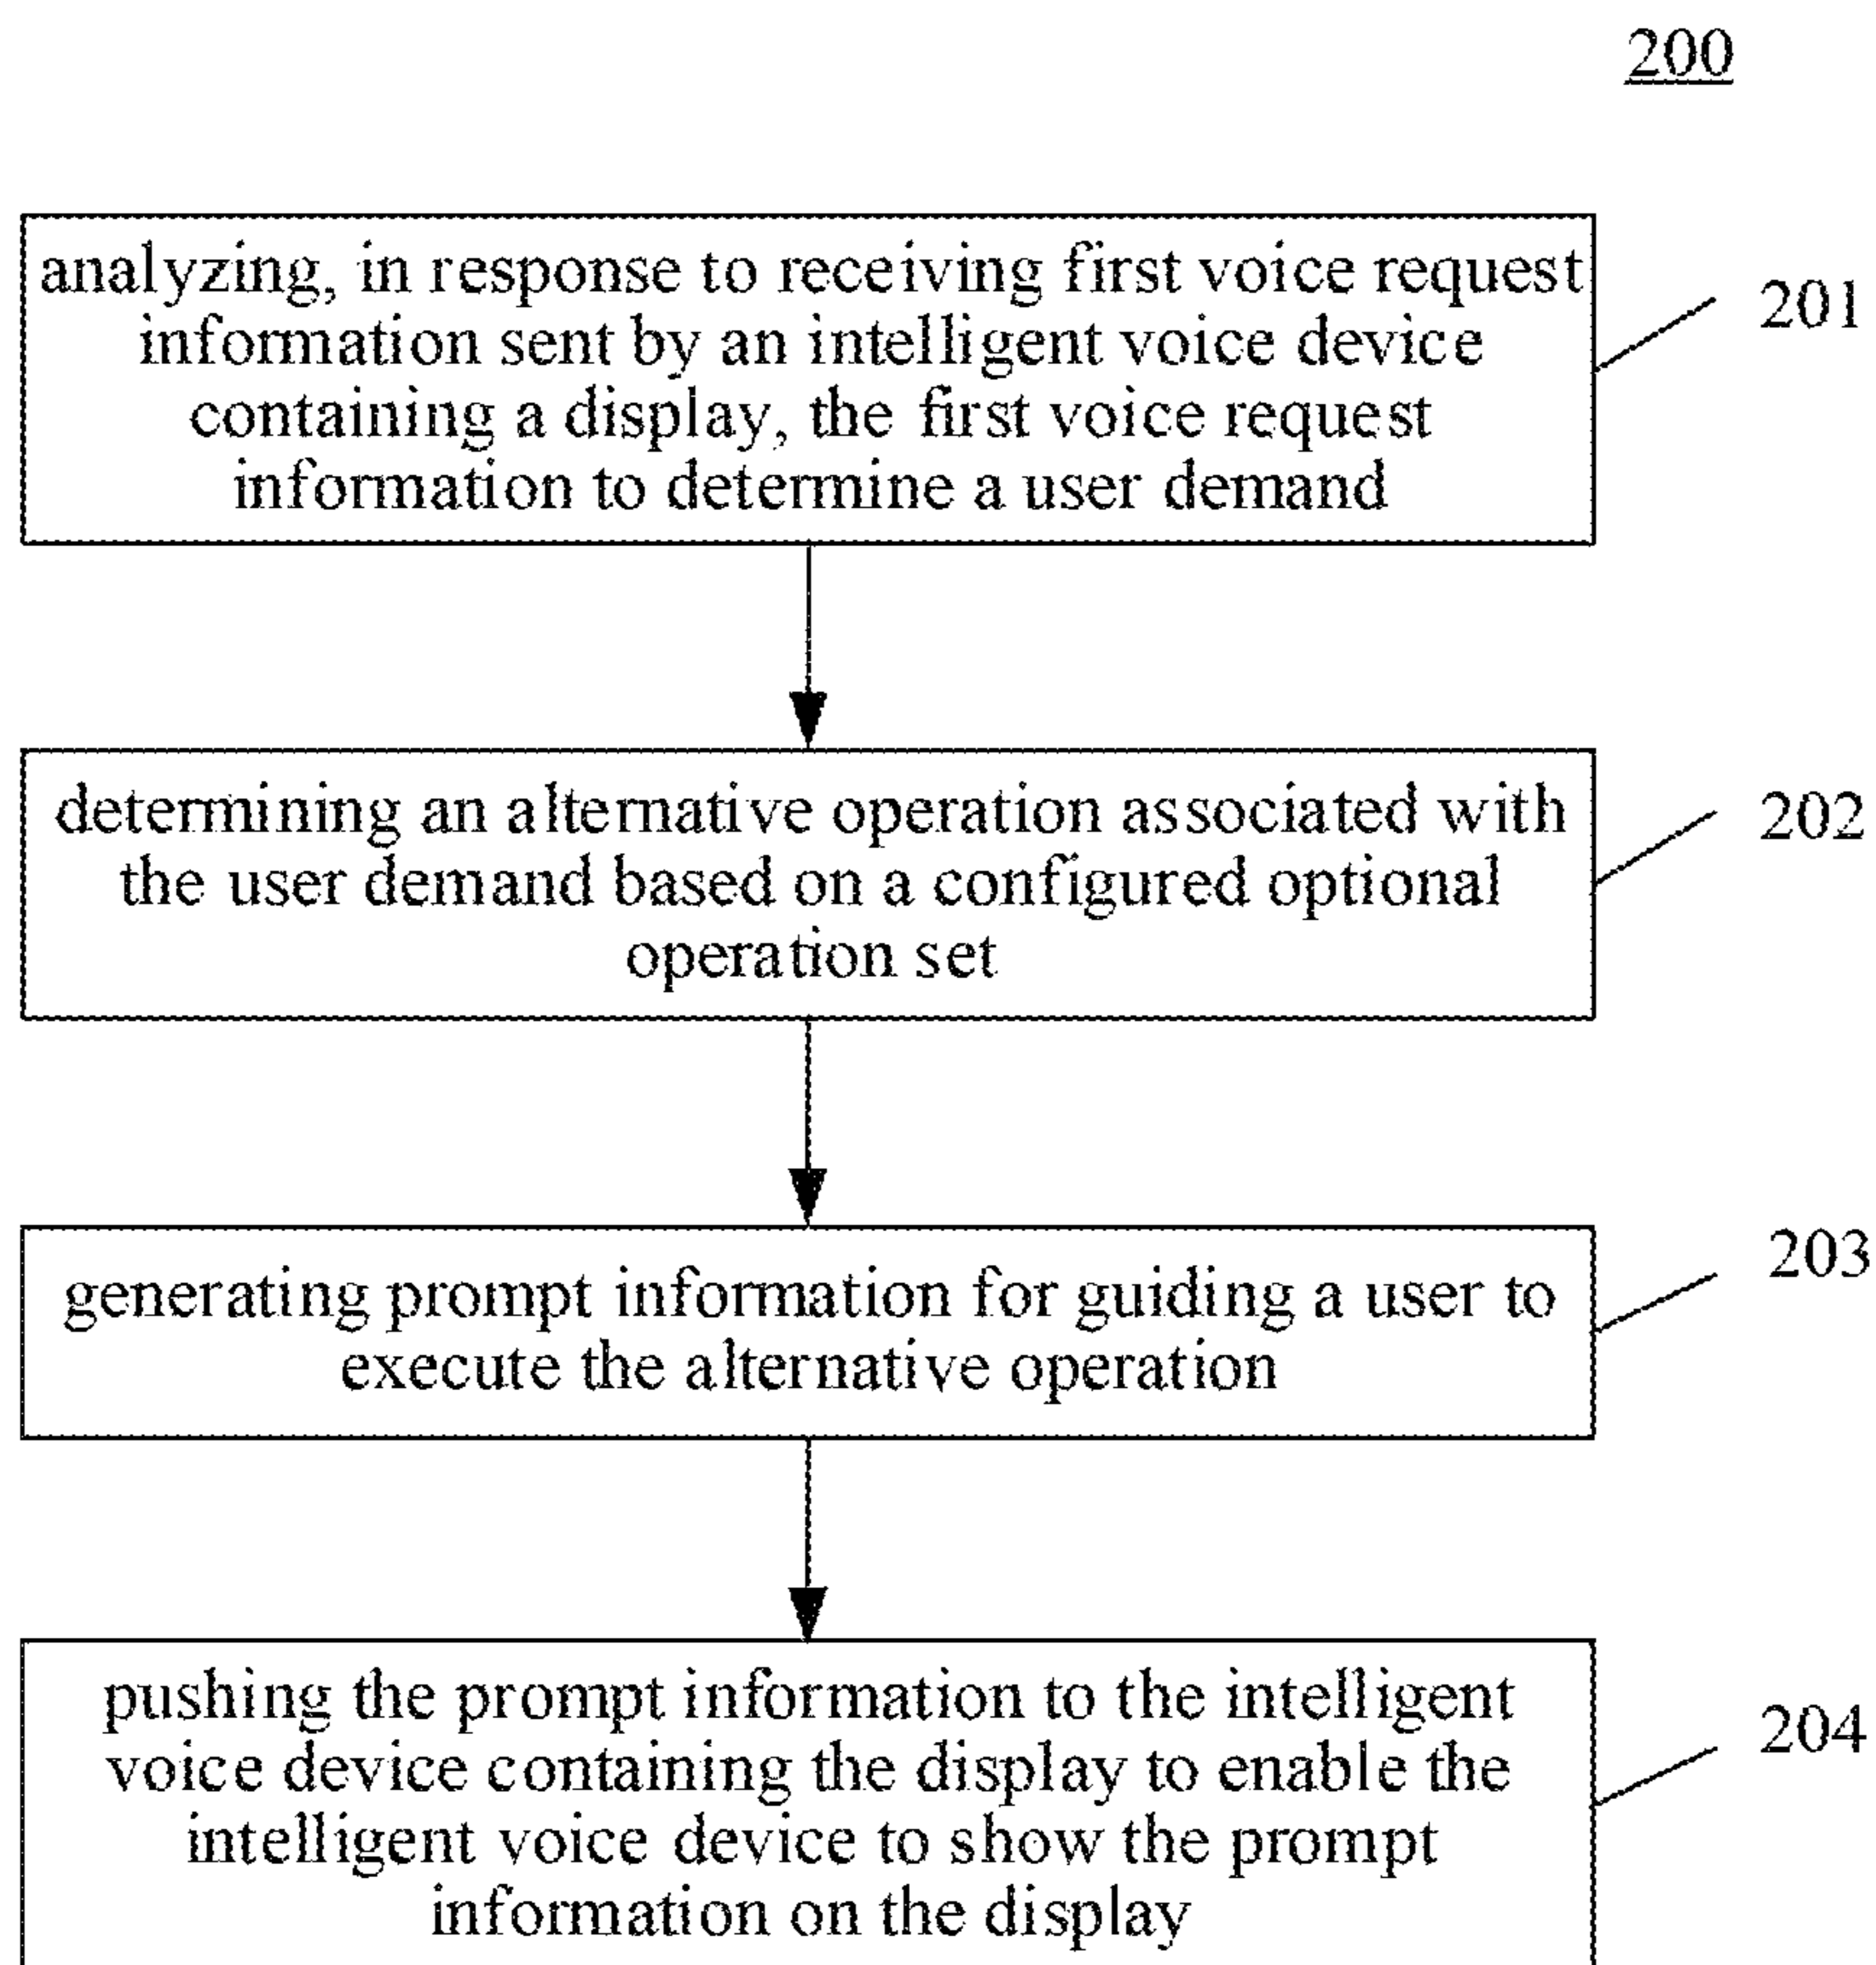 200
analyzing, in response to receiving first voice request
information sent by an intelligent voice device
containing a display, the first voice request
information to determine a user demand
201
determining an alternative operation associated with
the user demand based on a configured optional
operation set
202
generating prompt information for guiding a user to
execute the alternative operation
203
pushing the prompt information to the intelligent
voice device containing the display to enable the
intelligent voice device to show the prompt
information on the display
204